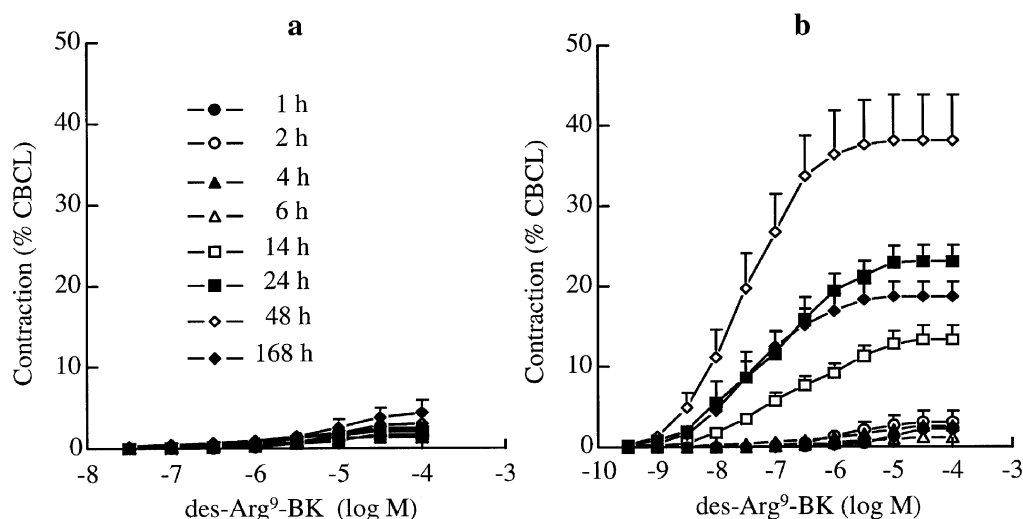 a
b
50
40
30
20
10
0
Contraction (% CBCL)
1 h
2 h
4 h
6 h
14 h
24 h
48 h
168 h
-8 -7 -6 -5 -4 -3
des-Arg⁹-BK (log M)
50
40
30
20
10
0
Contraction (% CBCL)
-10 -9 -8 -7 -6 -5 -4 -3
des-Arg⁹-BK (log M)